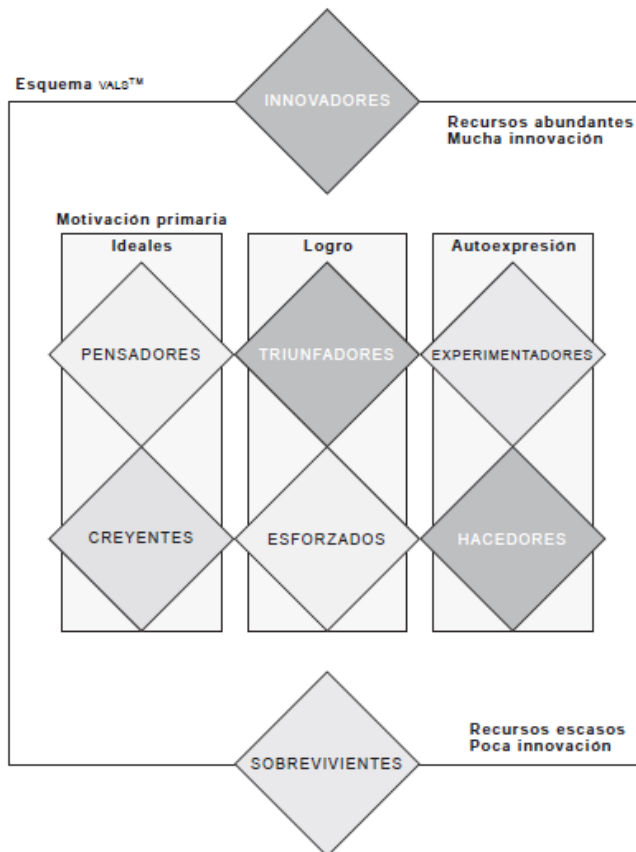 Esquema VALS™
INNOVADORES
Recursos abundantes
Mucha innovación
Motivación primaria
Ideales
Logro
Autoexpresión
PENSADORES
TRIUNFADORES
EXPERIMENTADORES
CREYENTES
ESFORZADOS
HACEDORES
Recursos escasos
Poca innovación
SOBREVIVIENTES